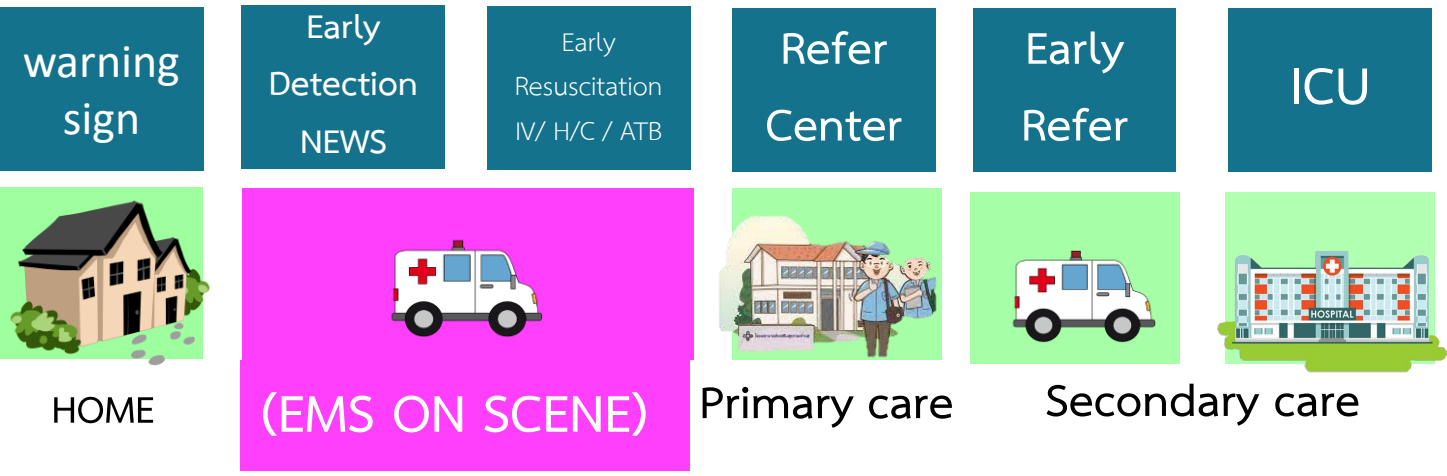 warning
sign
Early
Detection
NEWS
Early
Resuscitation
IV/ H/C / ATB
Refer
Center
Early
Refer
ICU
HOSPITAL
HOME
(EMS ON SCENE)
Primary care
Secondary care